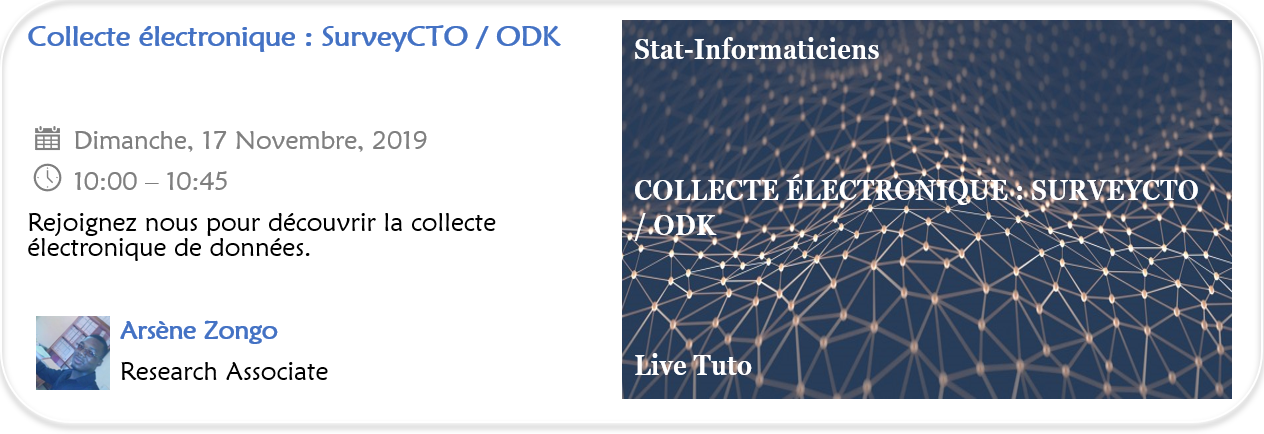 Collecte électronique : SurveyCTO / ODK
Dimanche, 17 Novembre, 2019
10:00 – 10:45
Rejoignez nous pour découvrir la collecte
électronique de données.
Arsène Zongo
Research Associate
Stat-Informaticiens
COLLECTE ÉLECTRONIQUE : SURVEYCTO
/ ODK
Live Tuto